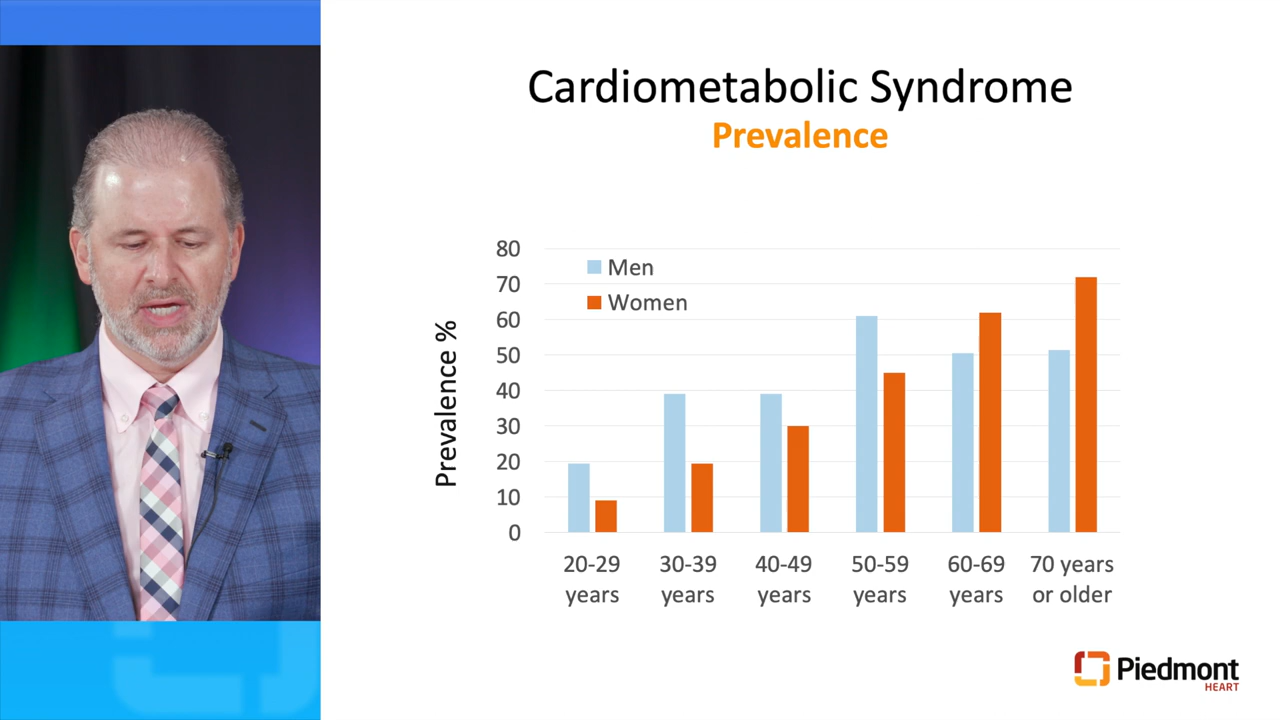 Cardiometabolic Syndrome
Prevalence
Prevalence %
80
70
60
50
40
30
20
10
0
Men
Women
20-29 years
30-39 years
40-49 years
50-59 years
60-69 years
70 years or older
Piedmont
HEART